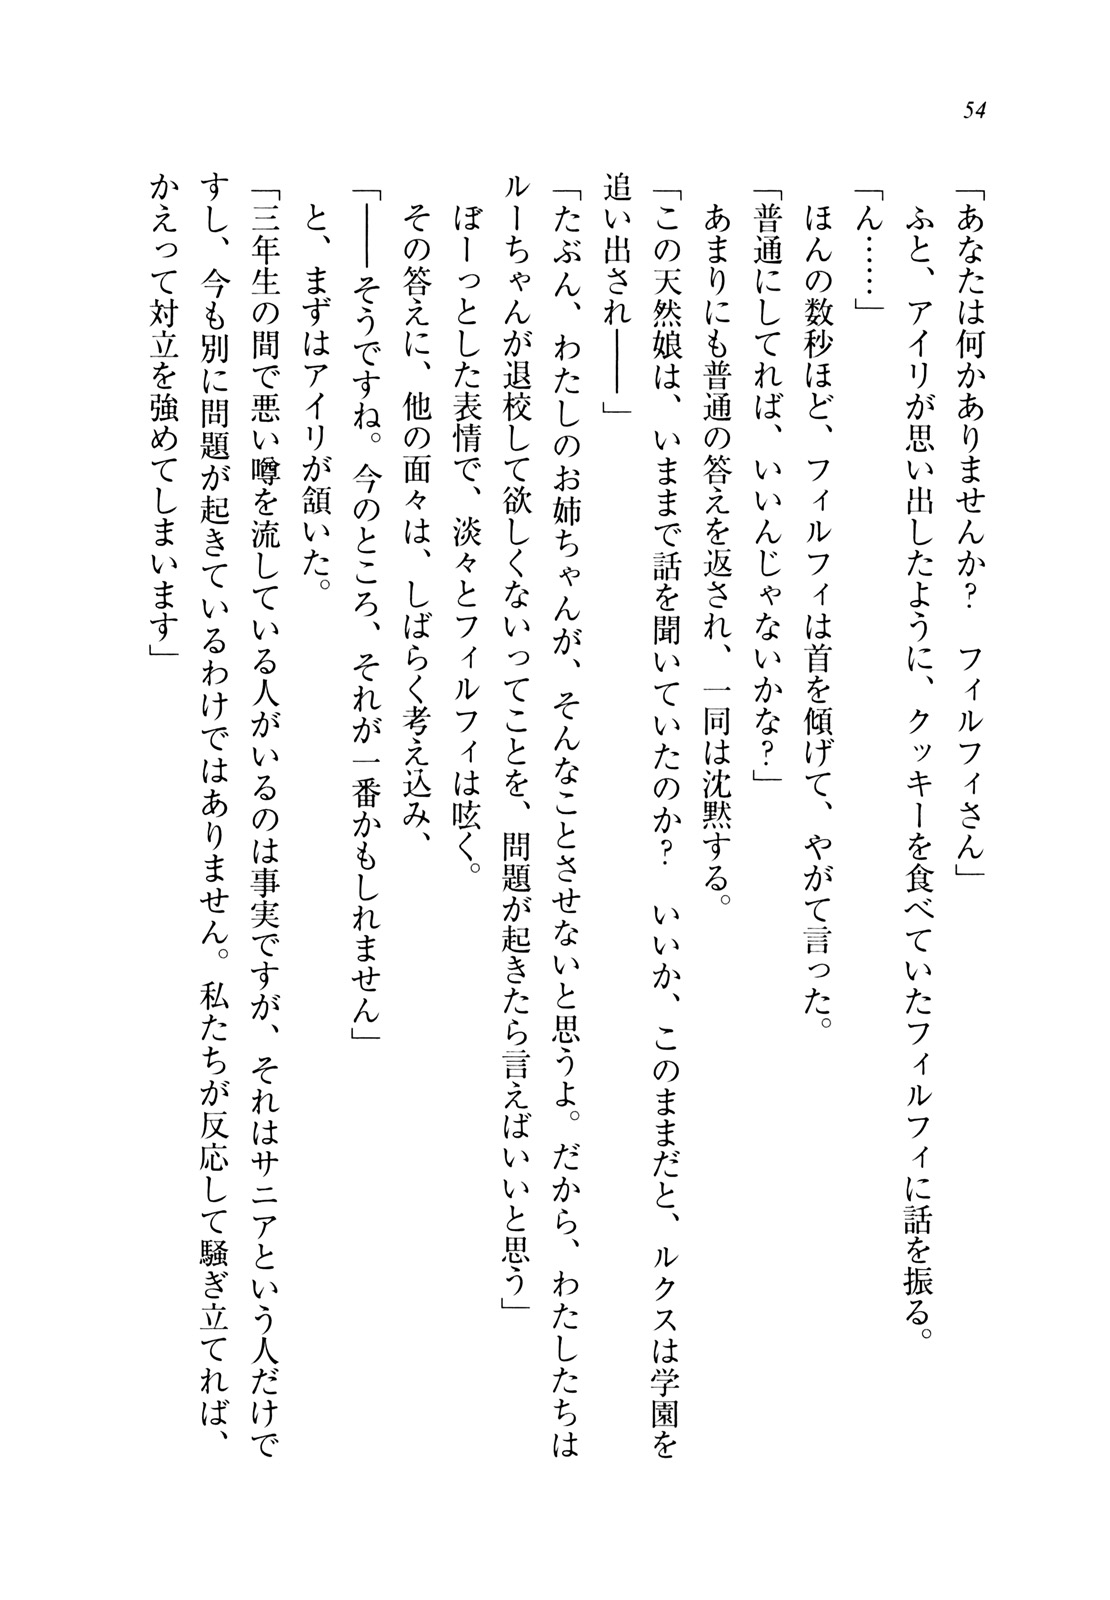 54
「あなたは何かありませんか？　フィルフィさん」
　ふと、アイリが思い出したように、クッキーを食べていたフィルフィに話を振る。
「ん……」
　ほんの数秒ほど、フィルフィは首を傾げて、やがて言った。
「普通にしてれば、いいんじゃないかな？」
　あまりにも普通の答えを返され、一同は沈黙する。
「この天然娘は、いままで話を聞いていたのか？　いいか、このままだと、ルクスは学園を
追い出され――」
「たぶん、わたしのお姉ちゃんが、そんなことさせないと思うよ。だから、わたしたちは
ルーちゃんが退校して欲しくないってことを、問題が起きたら言えばいいと思う」
　ぼーっとした表情で、淡々とフィルフィは呟く。
　その答えに、他の面々は、しばらく考え込み、
「――そうですね。今のところ、それが一番かもしれません」
　と、まずはアイリが頷いた。
「三年生の間で悪い噂を流している人がいるのは事実ですが、それはサニアという人だけで
すし、今も別に問題が起きているわけではありません。私たちが反応して騒ぎ立てれば、
かえって対立を強めてしまいます」